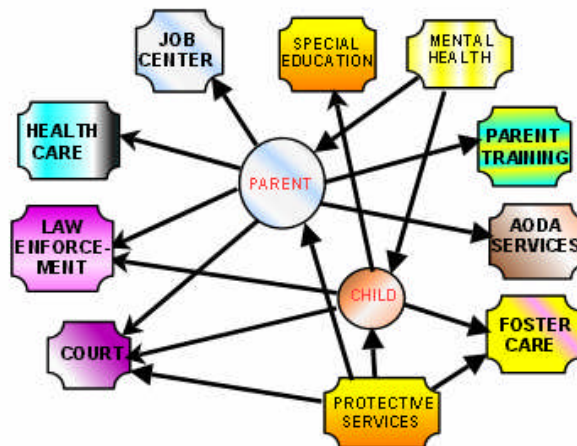 JOB
CENTER
SPECIAL
EDUCATION
MENTAL
HEALTH
HEALTH
CARE
PARENT
TRAINING
PARENT
LAW
ENFORCE-
MENT
AODA
SERVICES
CHILD
FOSTER
CARE
COURT
PROTECTIVE
SERVICES